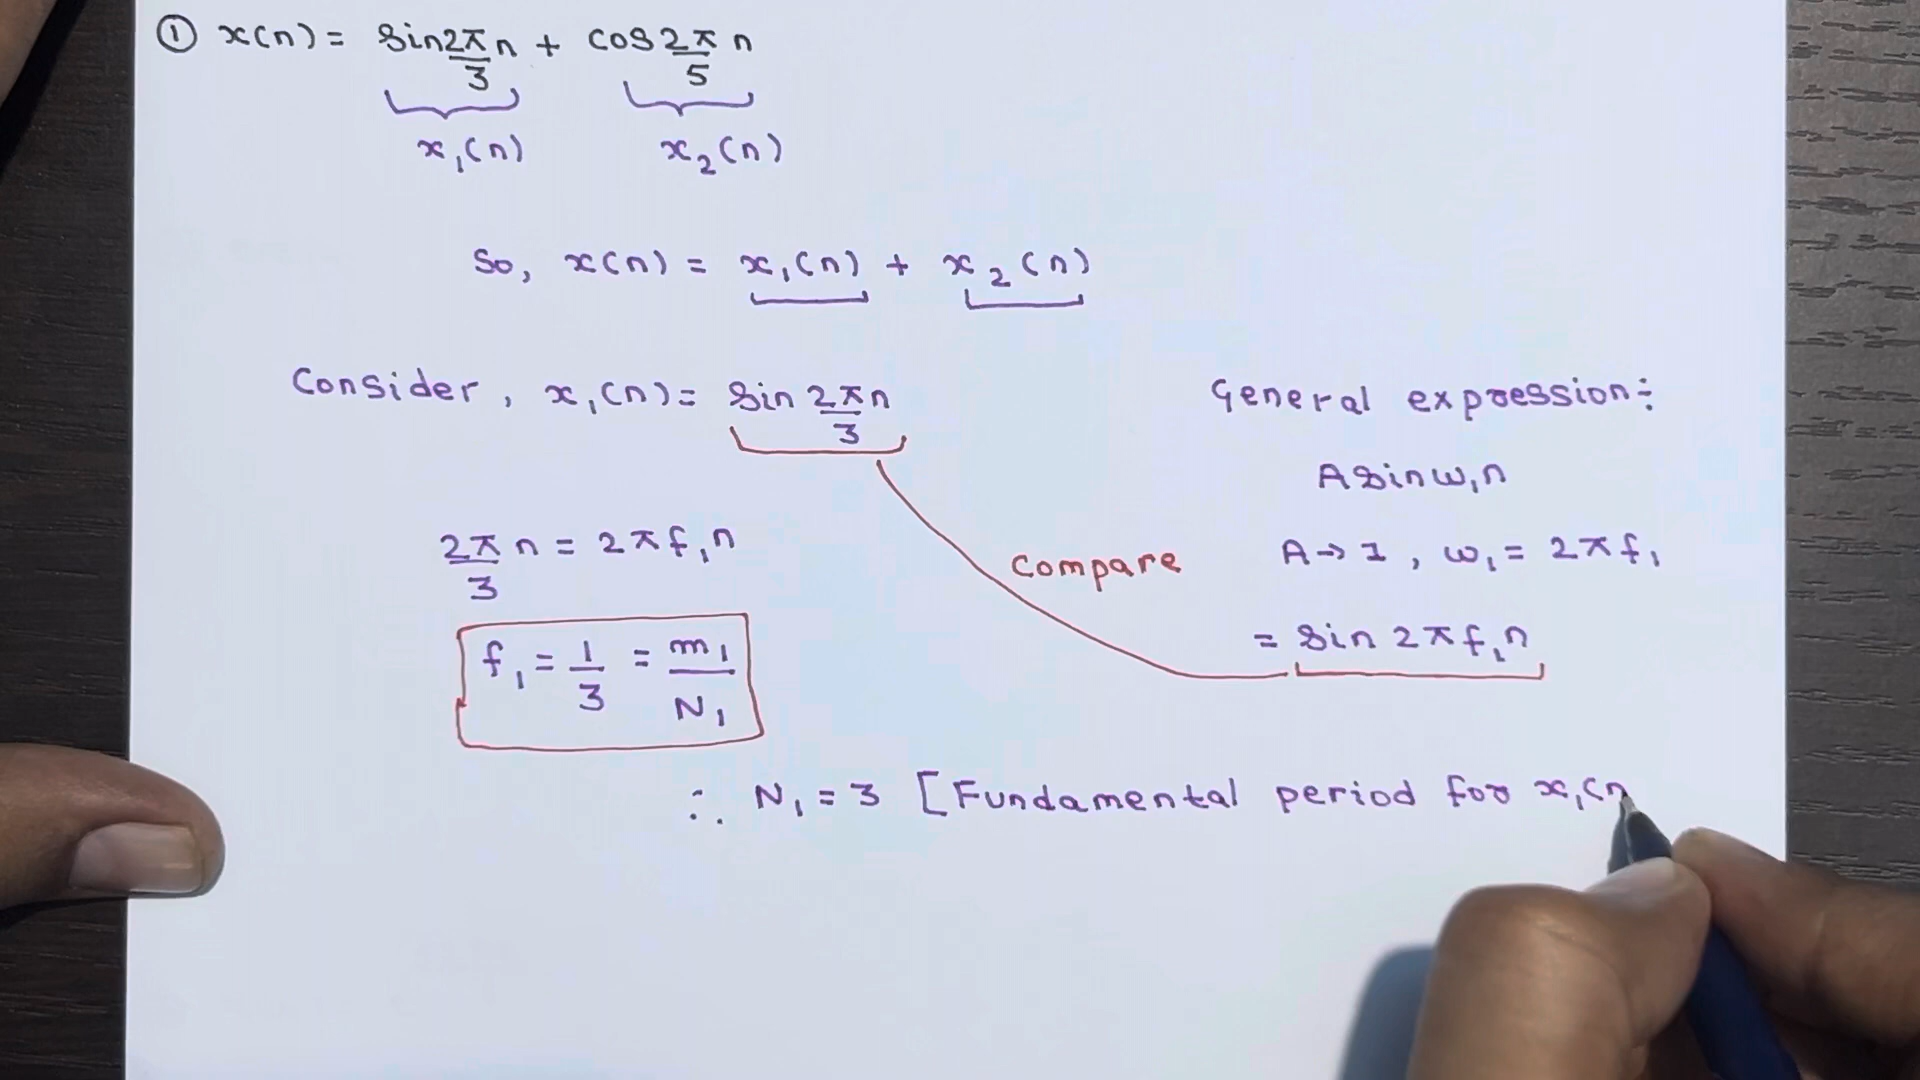 ① x(n) = sin 2π/3 n + cos 2π/5 n
x₁(n) x₂(n)
So, x(n) = x₁(n) + x₂(n)
Consider, x₁(n) = sin 2π/3 n
General expression:
A sin ω₁n
2π/3 n = 2πf₁n
Compare
A → 1, ω₁ = 2πf₁
= sin 2πf₁n
f₁ = 1/3 = m₁/N₁
∴ N₁ = 3 [Fundamental period for x₁(n